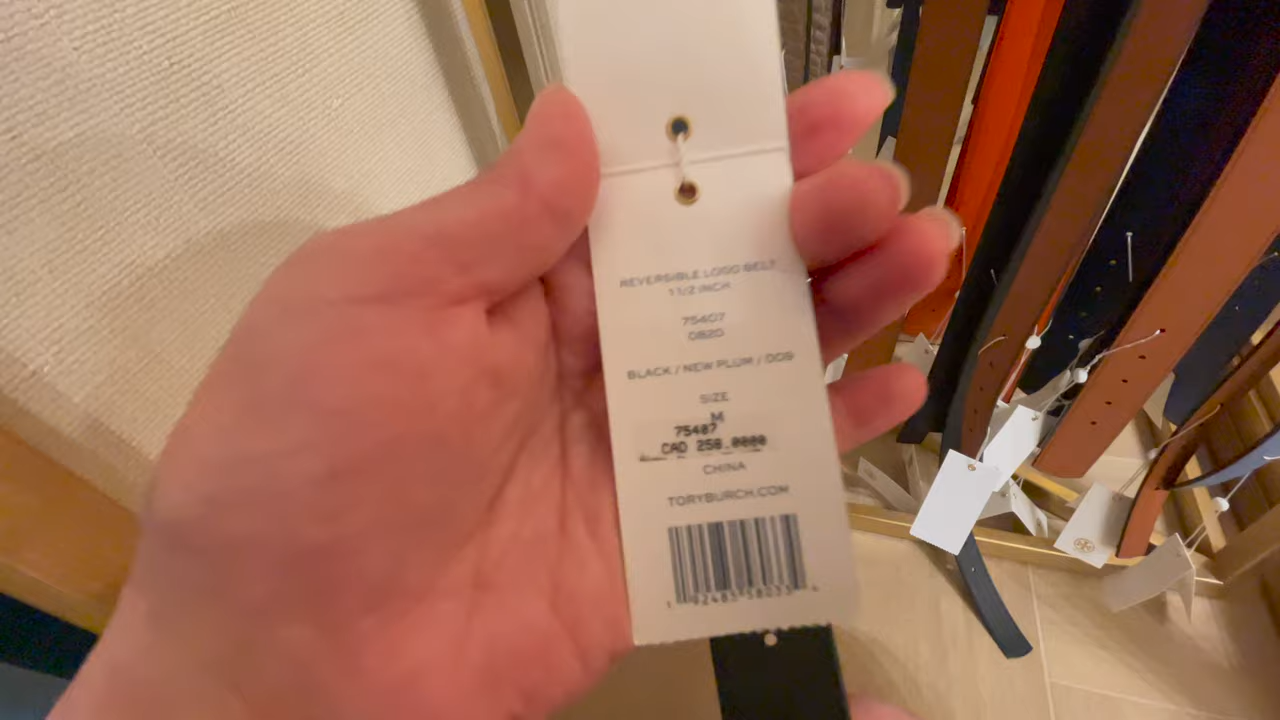 REVERSIBLE LOGO BELT
1 1/2 INCH
75407
0820
BLACK / NEW PLUM / 009
SIZE
M
75407
CAD 258.0000
CHINA
TORYBURCH.COM